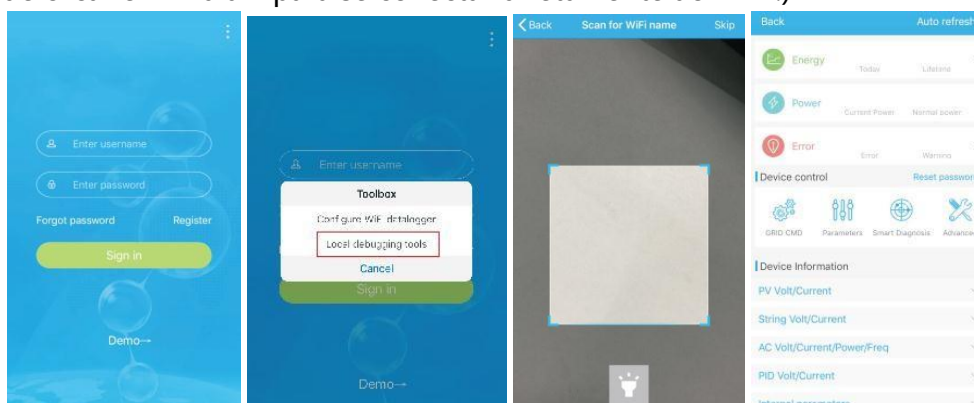 Enter username
Enter password
Forgot password Register
Sign in
Demo→
Enter username
Toolbox
Configure WiFi datalogger
Local debugging tools
Cancel
Sign in
Demo→
Back Scan for WiFi name Skip
Back Auto refresh
Energy
Today Lifetime
Power
Current Power Normal power
Error
Error Warning
Device control Reset passwor
GRID CMD Parameters Smart Diagnosis Advance
Device Information
PV Volt/Current
String Volt/Current
AC Volt/Current/Power/Freq
PID Volt/Current